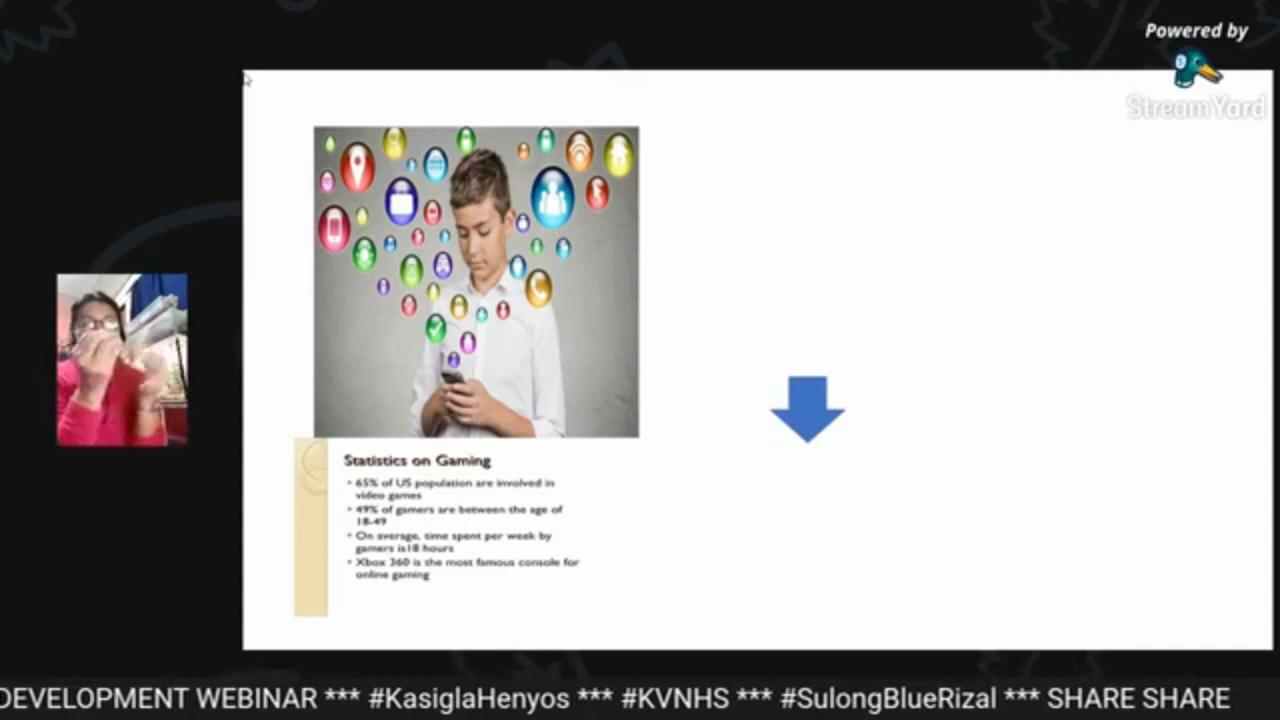 Powered by
StreamYard
Statistics on Gaming
• 65% of US population are involved in
video games
• 49% of gamers are between the age of
18-49
• On average, time spent per week by
gamers is18 hours
• Xbox 360 is the most famous console for
online gaming
DEVELOPMENT WEBINAR *** #KasiglaHenyos *** #KVNHS *** #SulongBlueRizal *** SHARE SHARE